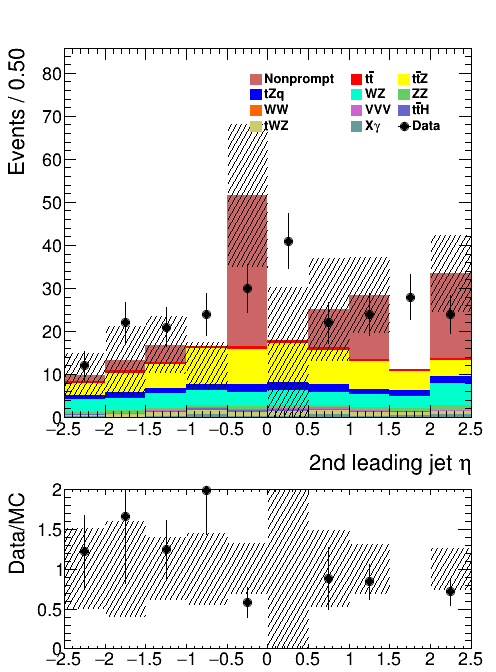 Events / 0.50
80
70
60
50
40
30
20
10
0
Nonprompt tt̄ tt̄Z
tZq WZ ZZ
WW VVV tt̄H
tWZ Xγ Data
−2.5 −2 −1.5 −1 −0.5 0 0.5 1 1.5 2 2.5
2nd leading jet η
Data/MC
2
1.5
1
0.5
0
−2.5 −2 −1.5 −1 −0.5 0 0.5 1 1.5 2 2.5